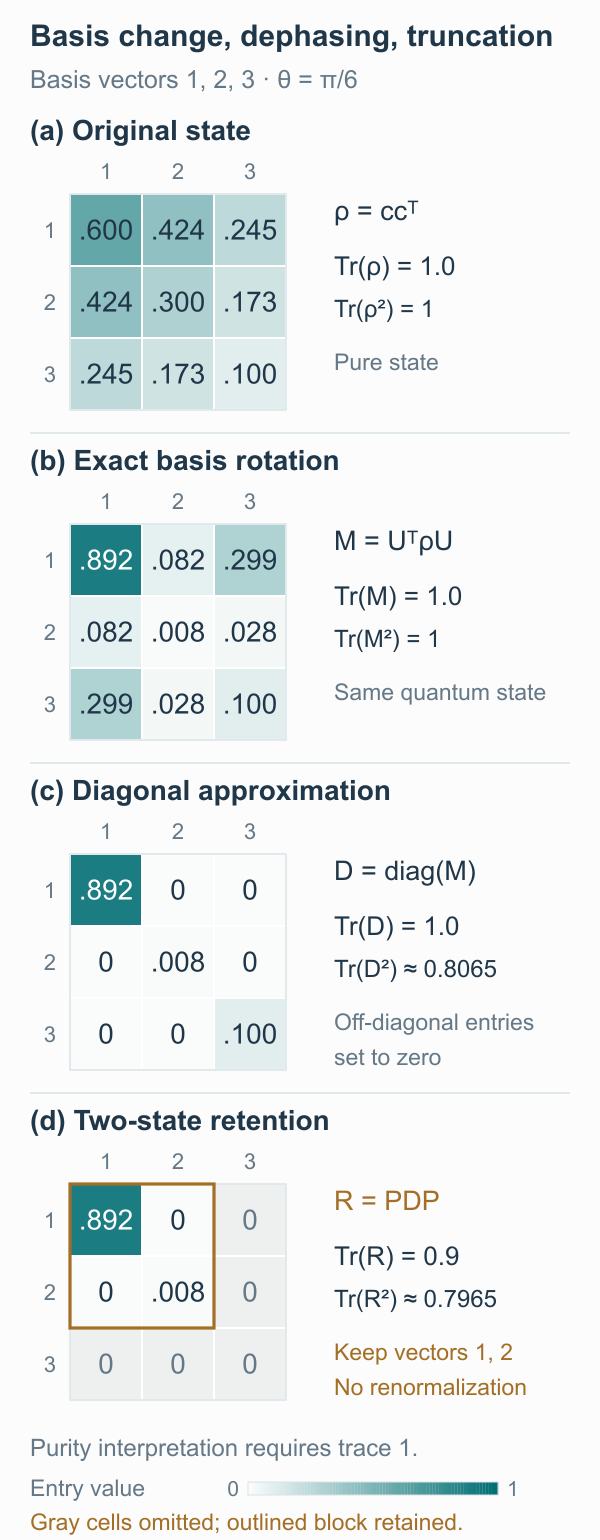 Basis change, dephasing, truncation
Basis vectors 1, 2, 3 · θ = π/6
(a) Original state
1 2 3
1 .600 .424 .245
2 .424 .300 .173
3 .245 .173 .100
ρ = ccᵀ
Tr(ρ) = 1.0
Tr(ρ²) = 1
Pure state
(b) Exact basis rotation
1 2 3
1 .892 .082 .299
2 .082 .008 .028
3 .299 .028 .100
M = UᵀρU
Tr(M) = 1.0
Tr(M²) = 1
Same quantum state
(c) Diagonal approximation
1 2 3
1 .892 0 0
2 0 .008 0
3 0 0 .100
D = diag(M)
Tr(D) = 1.0
Tr(D²) ≈ 0.8065
Off-diagonal entries
set to zero
(d) Two-state retention
1 2 3
1 .892 0 0
2 0 .008 0
3 0 0 0
R = PDP
Tr(R) = 0.9
Tr(R²) ≈ 0.7965
Keep vectors 1, 2
No renormalization
Purity interpretation requires trace 1.
Entry value 0 1
Gray cells omitted; outlined block retained.